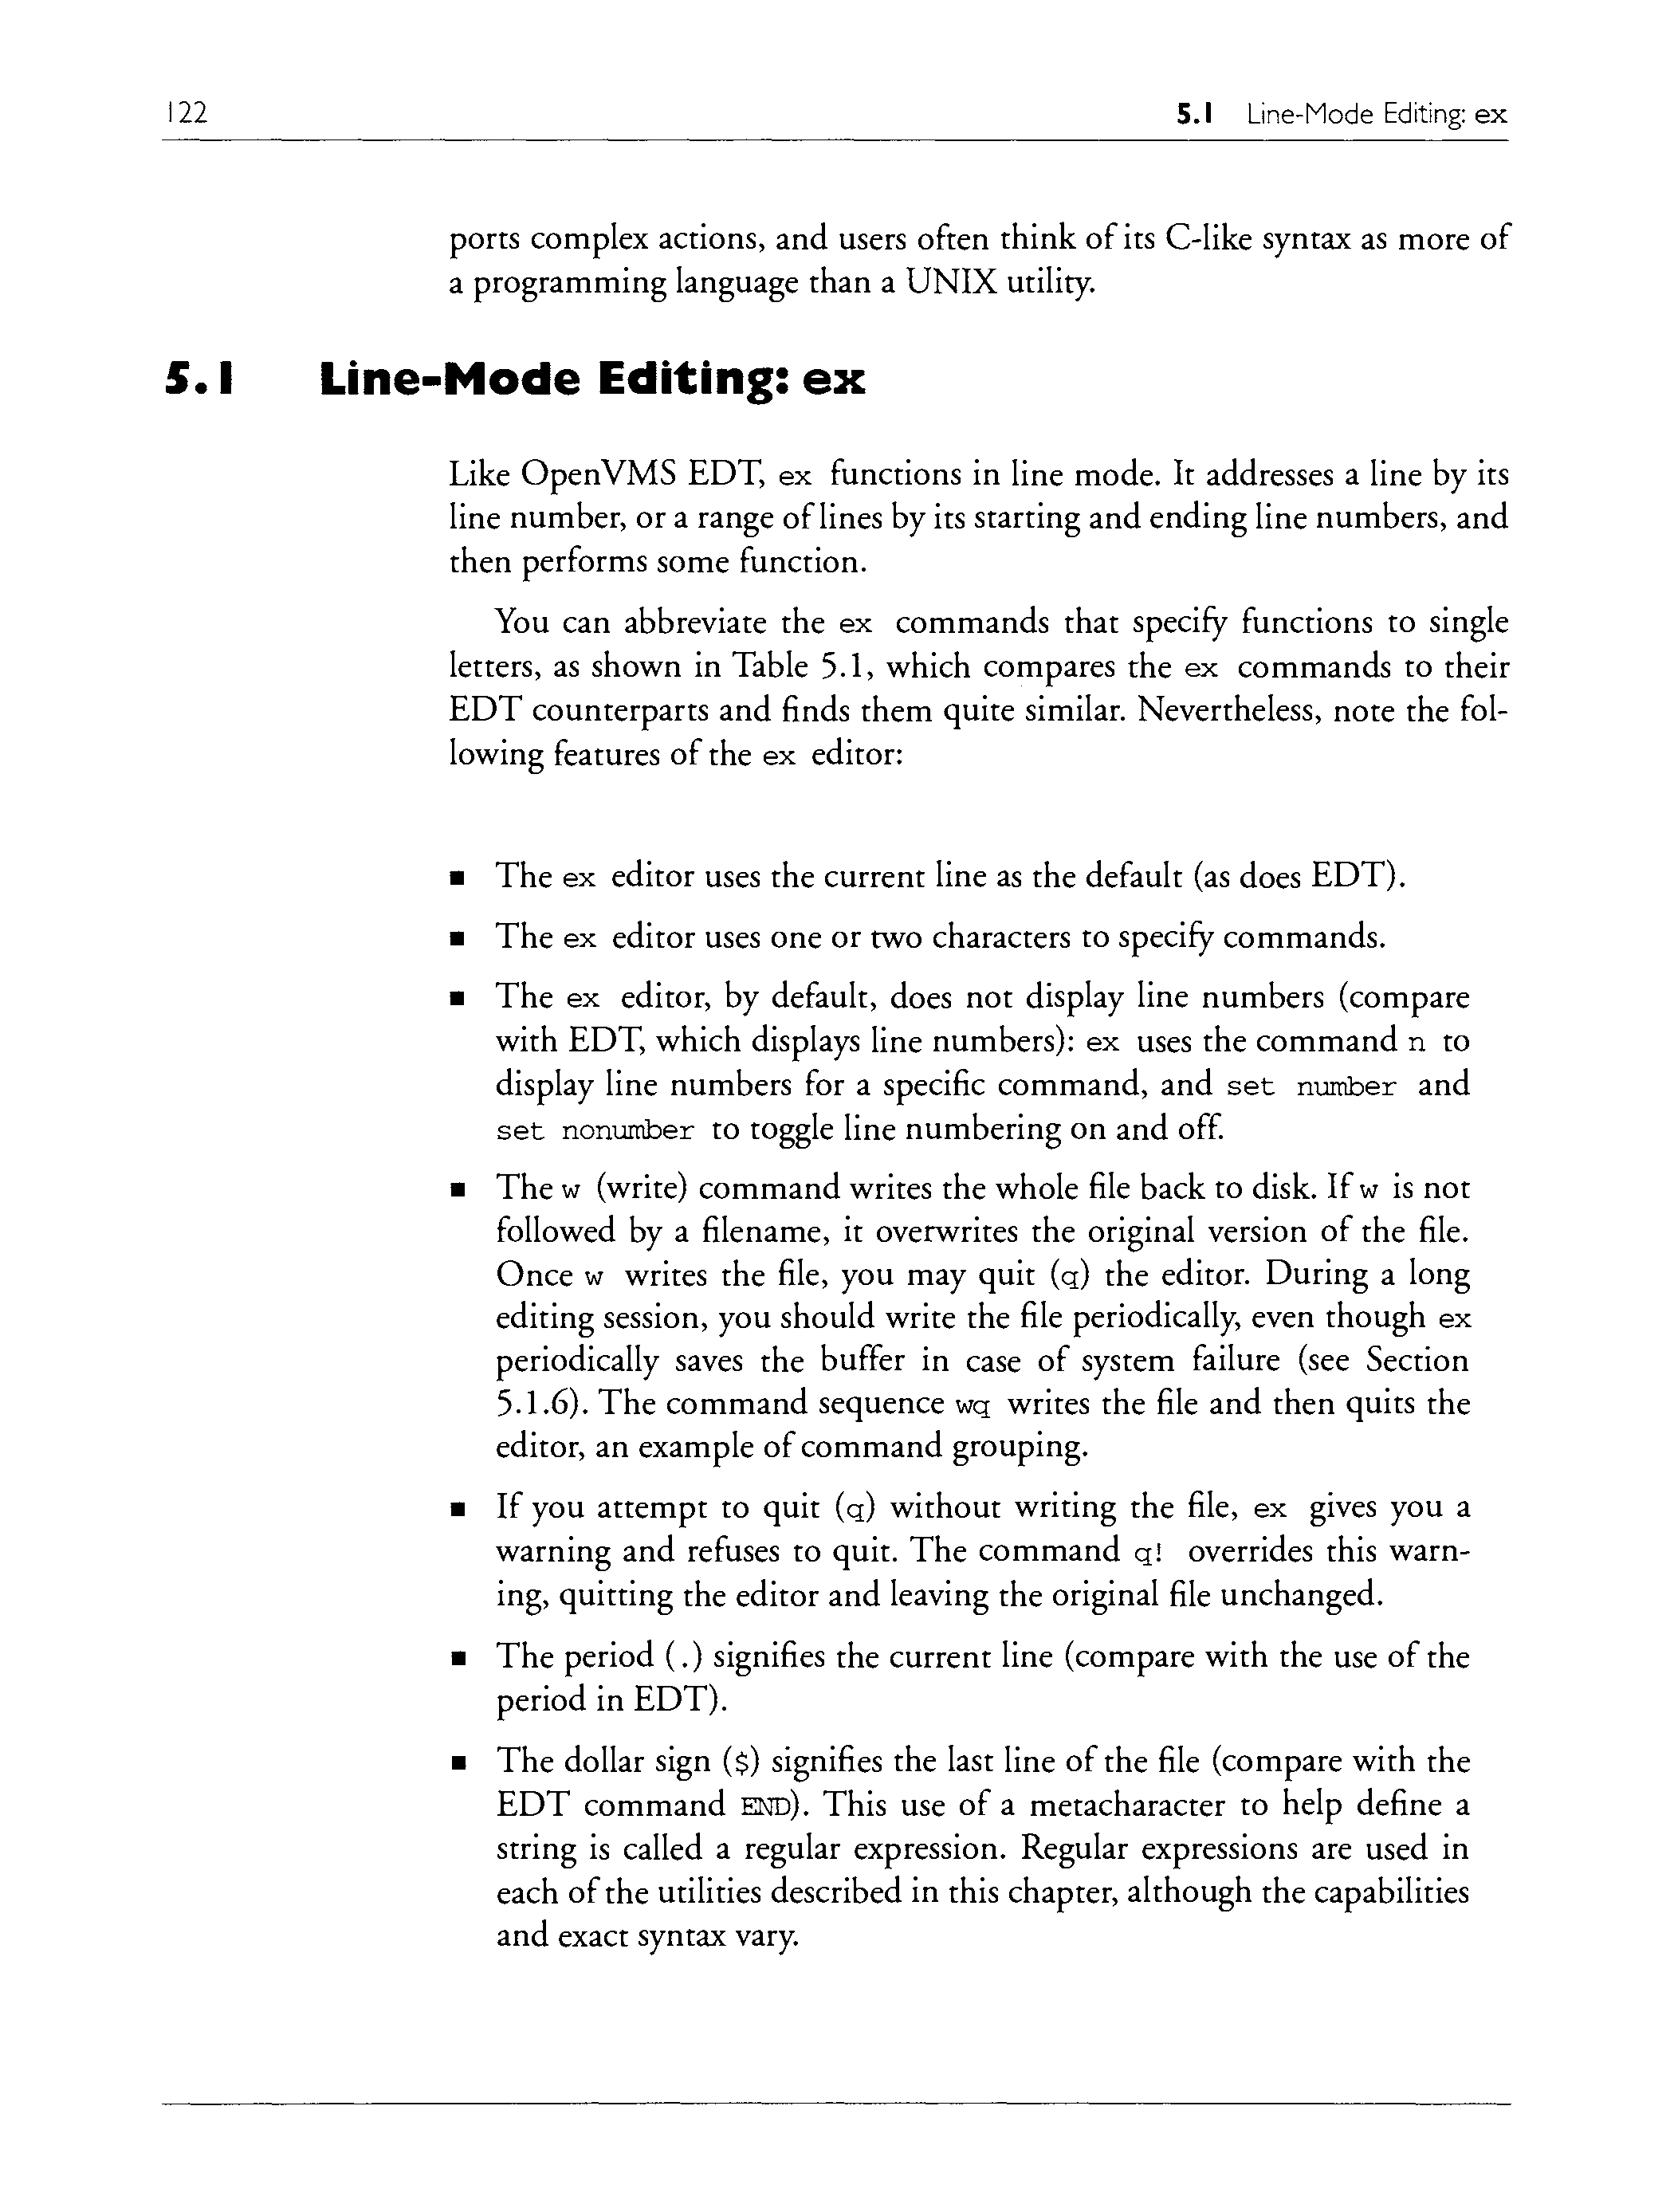 122
5.1 Line-Mode Editing: ex
ports complex actions, and users often think of its C-like syntax as more of
a programming language than a UNIX utility.
5.1 Line-Mode Editing: ex
Like OpenVMS EDT, ex functions in line mode. It addresses a line by its
line number, or a range of lines by its starting and ending line numbers, and
then performs some function.
You can abbreviate the ex commands that specify functions to single
letters, as shown in Table 5.1, which compares the ex commands to their
EDT counterparts and finds them quite similar. Nevertheless, note the fol-
lowing features of the ex editor:
■ The ex editor uses the current line as the default (as does EDT).
■ The ex editor uses one or two characters to specify commands.
■ The ex editor, by default, does not display line numbers (compare
with EDT, which displays line numbers): ex uses the command n to
display line numbers for a specific command, and set number and
set nonumber to toggle line numbering on and off.
■ The w (write) command writes the whole file back to disk. If w is not
followed by a filename, it overwrites the original version of the file.
Once w writes the file, you may quit (q) the editor. During a long
editing session, you should write the file periodically, even though ex
periodically saves the buffer in case of system failure (see Section
5.1.6). The command sequence wq writes the file and then quits the
editor, an example of command grouping.
■ If you attempt to quit (q) without writing the file, ex gives you a
warning and refuses to quit. The command q! overrides this warn-
ing, quitting the editor and leaving the original file unchanged.
■ The period (.) signifies the current line (compare with the use of the
period in EDT).
■ The dollar sign ($) signifies the last line of the file (compare with the
EDT command END). This use of a metacharacter to help define a
string is called a regular expression. Regular expressions are used in
each of the utilities described in this chapter, although the capabilities
and exact syntax vary.